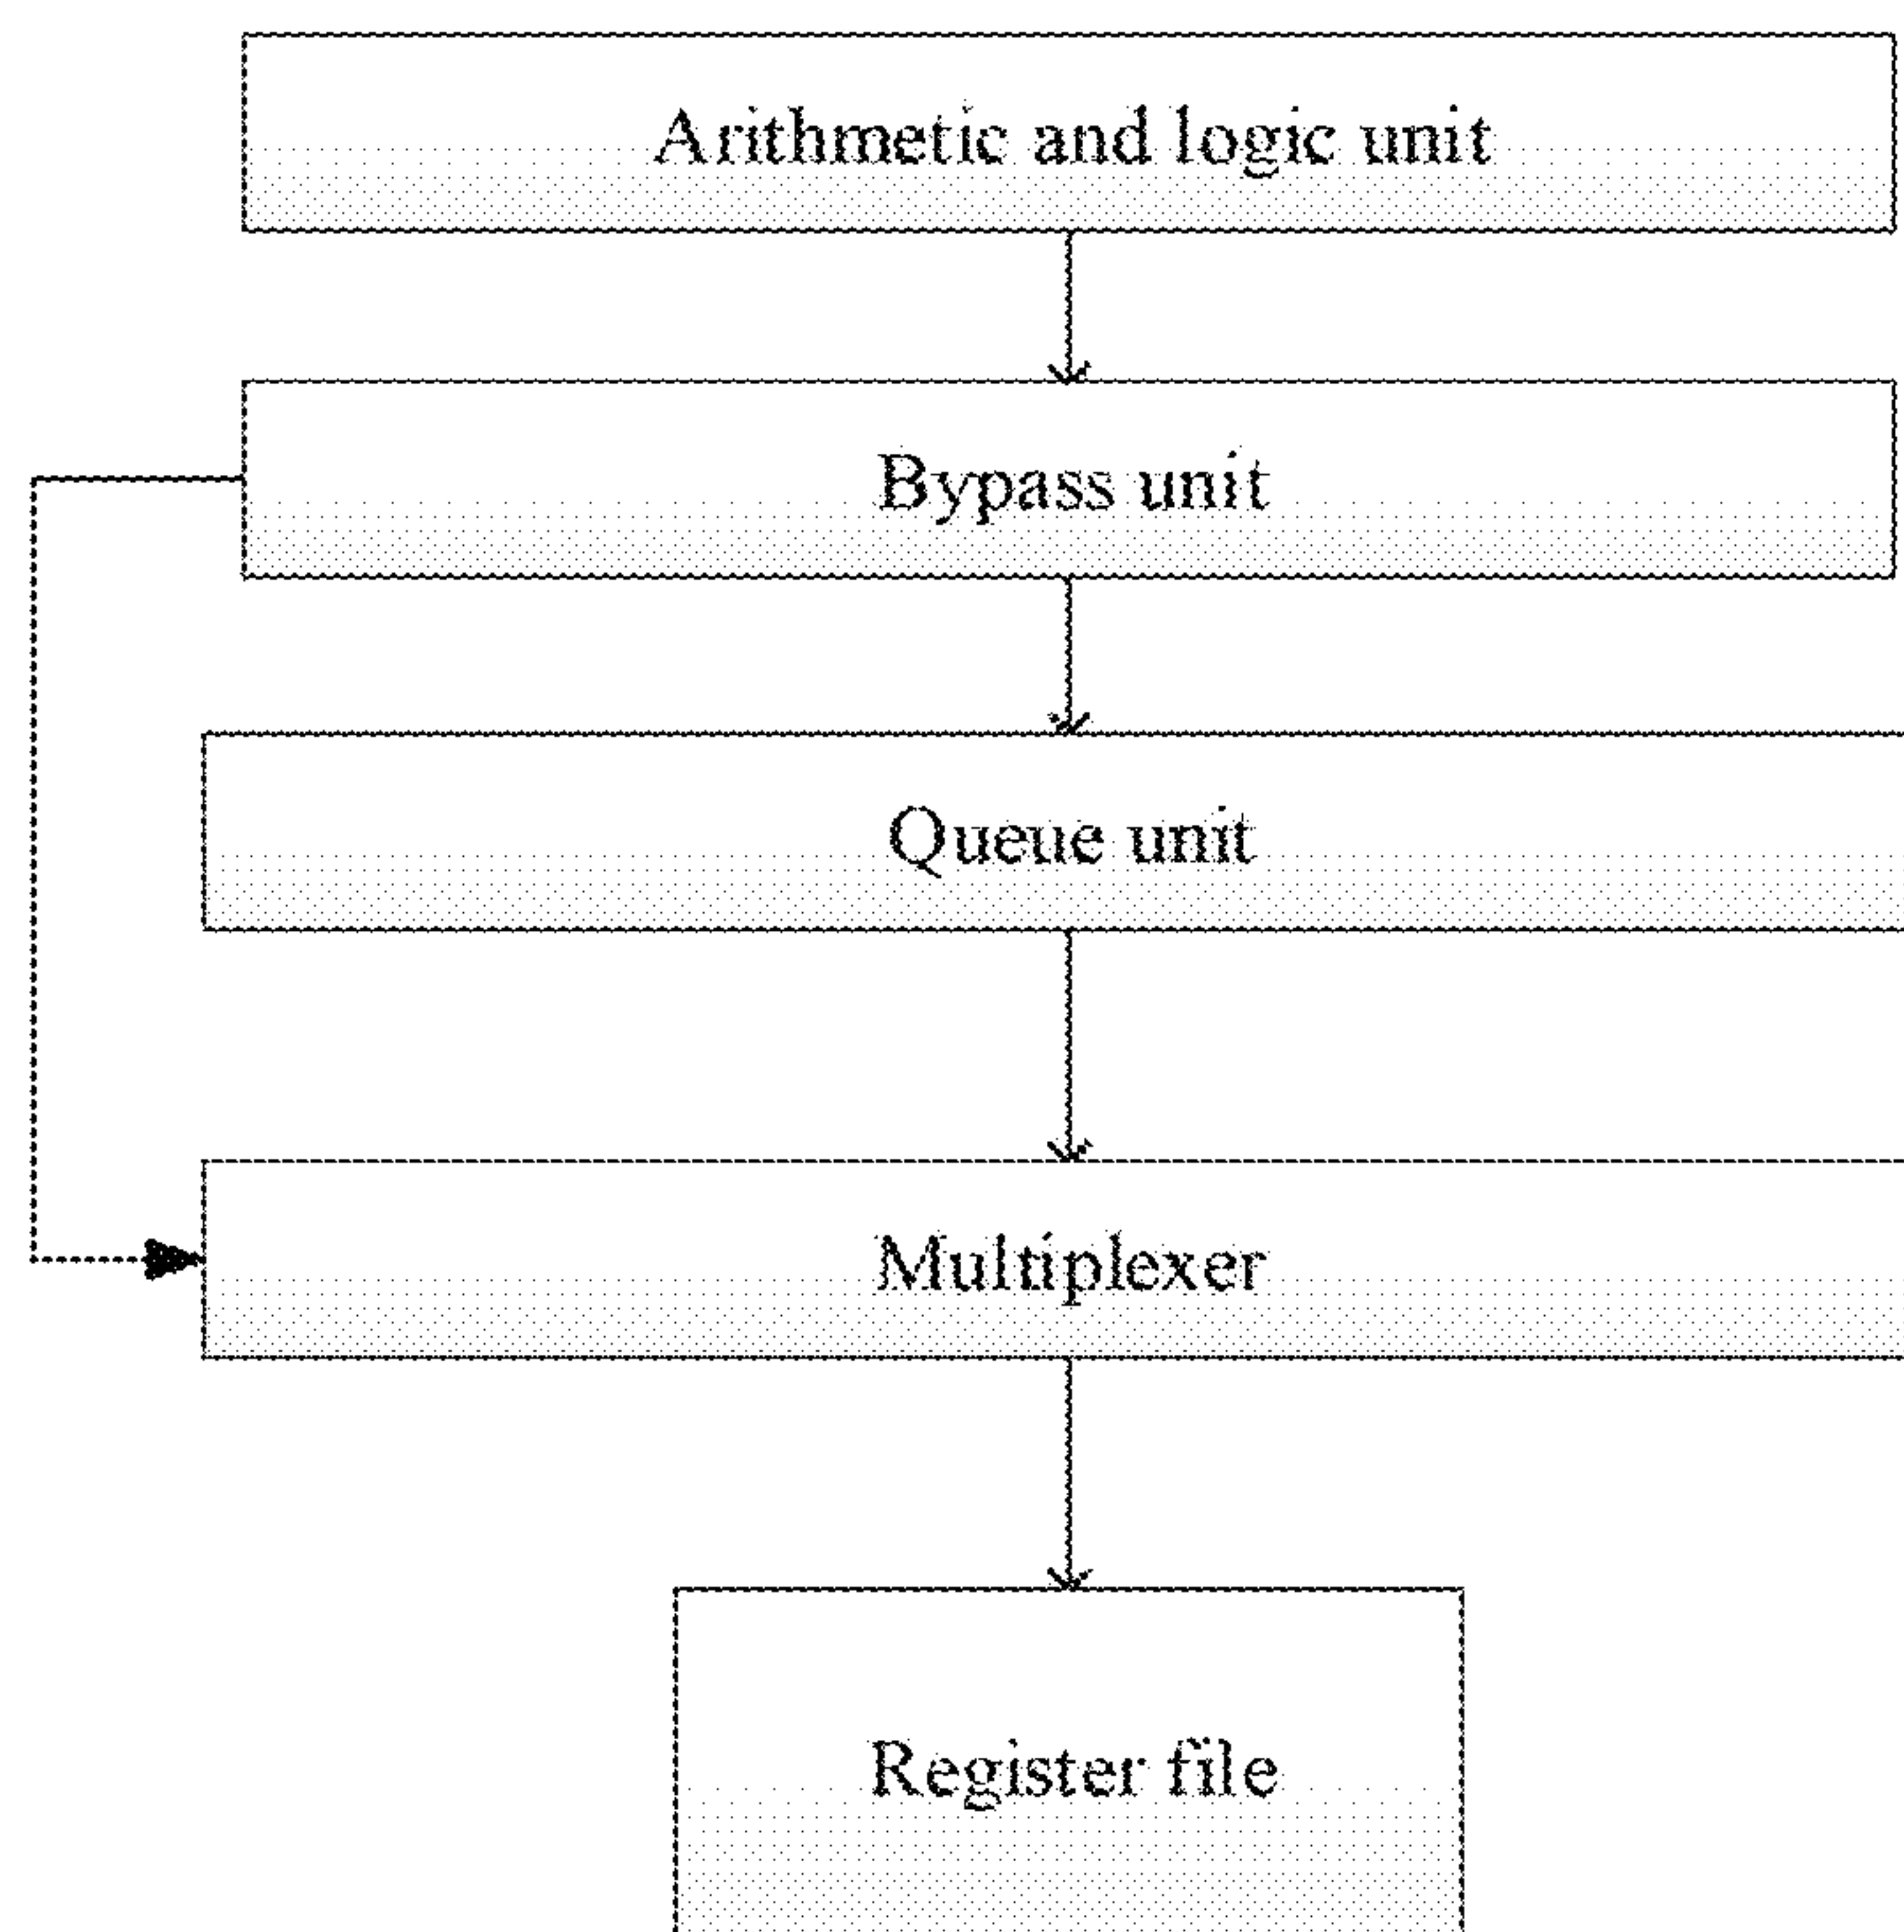 Arithmetic and logic unit
Bypass unit
Queue unit
Multiplexer
Register file